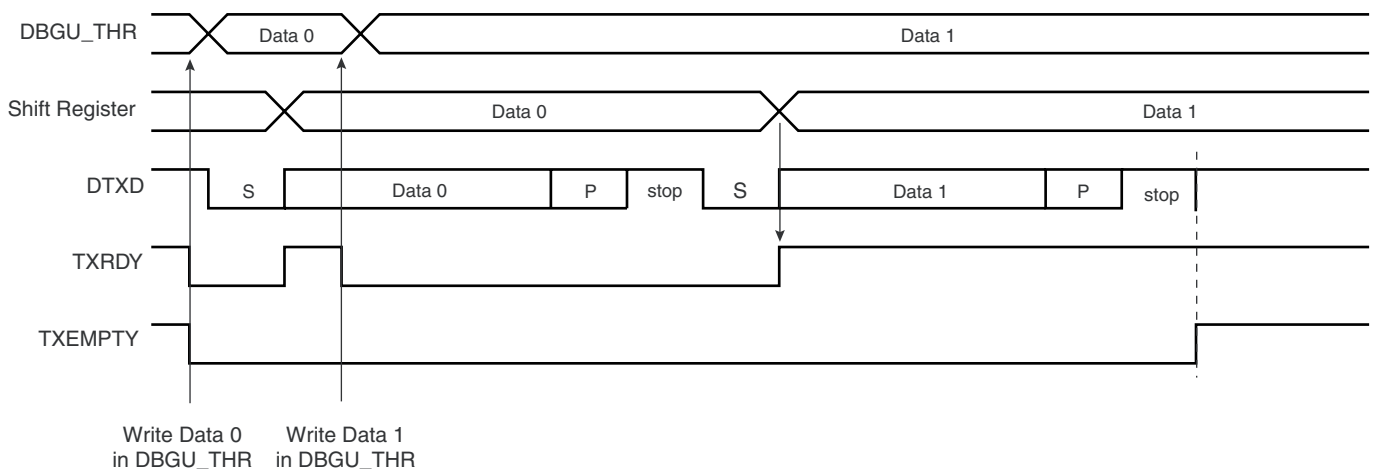 DBGU_THR
Data 0
Data 1
Shift Register
Data 0
Data 1
DTXD
S
Data 0
P
stop
S
Data 1
P
stop
TXRDY
TXEMPTY
Write Data 0
in DBGU_THR
Write Data 1
in DBGU_THR